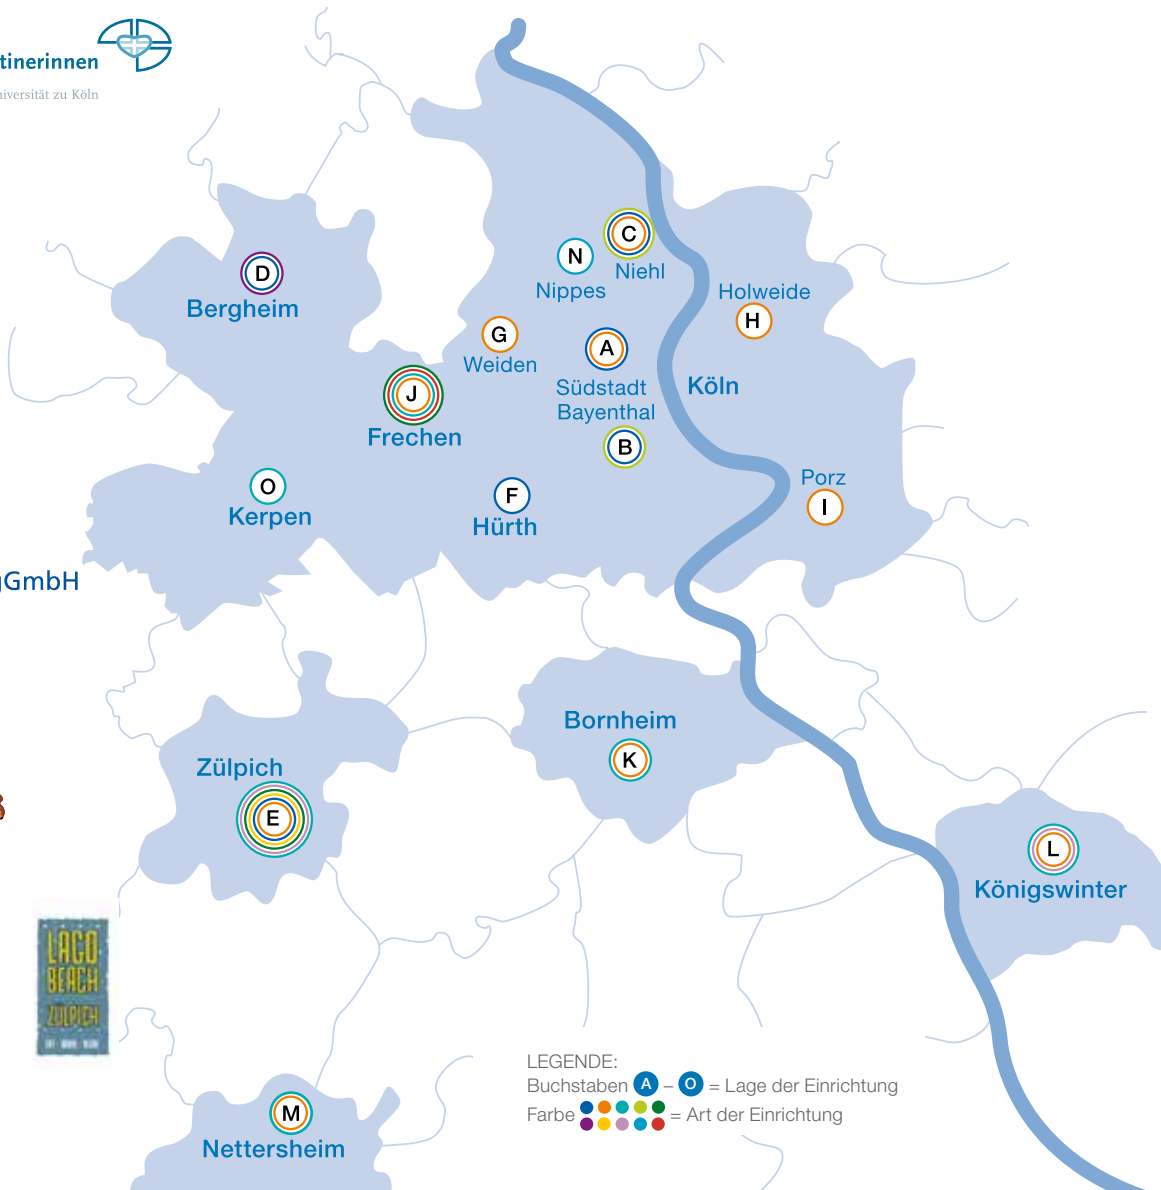 tinerinnen
niversität zu Köln
C
N
Niehl
D
Nippes
Holweide
Bergheim
H
G
A
Weiden
Südstadt
Köln
J
Bayenthal
Frechen
B
Porz
O
F
I
Kerpen
Hürth
gGmbH
Bornheim
K
Zülpich
E
L
Königswinter
LAGO
BEACH
ZÜLPICH
LEGENDE:
Buchstaben A – O = Lage der Einrichtung
Farbe = Art der Einrichtung
M
Nettersheim